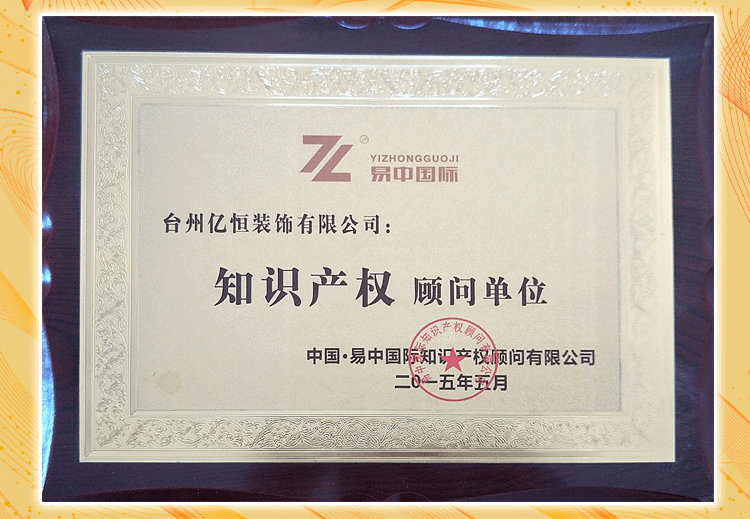 YIZHONGGUOJI
易中国际
台州亿恒装饰有限公司：
知识产权 顾问单位
中国·易中国际知识产权顾问有限公司
二〇一五年五月